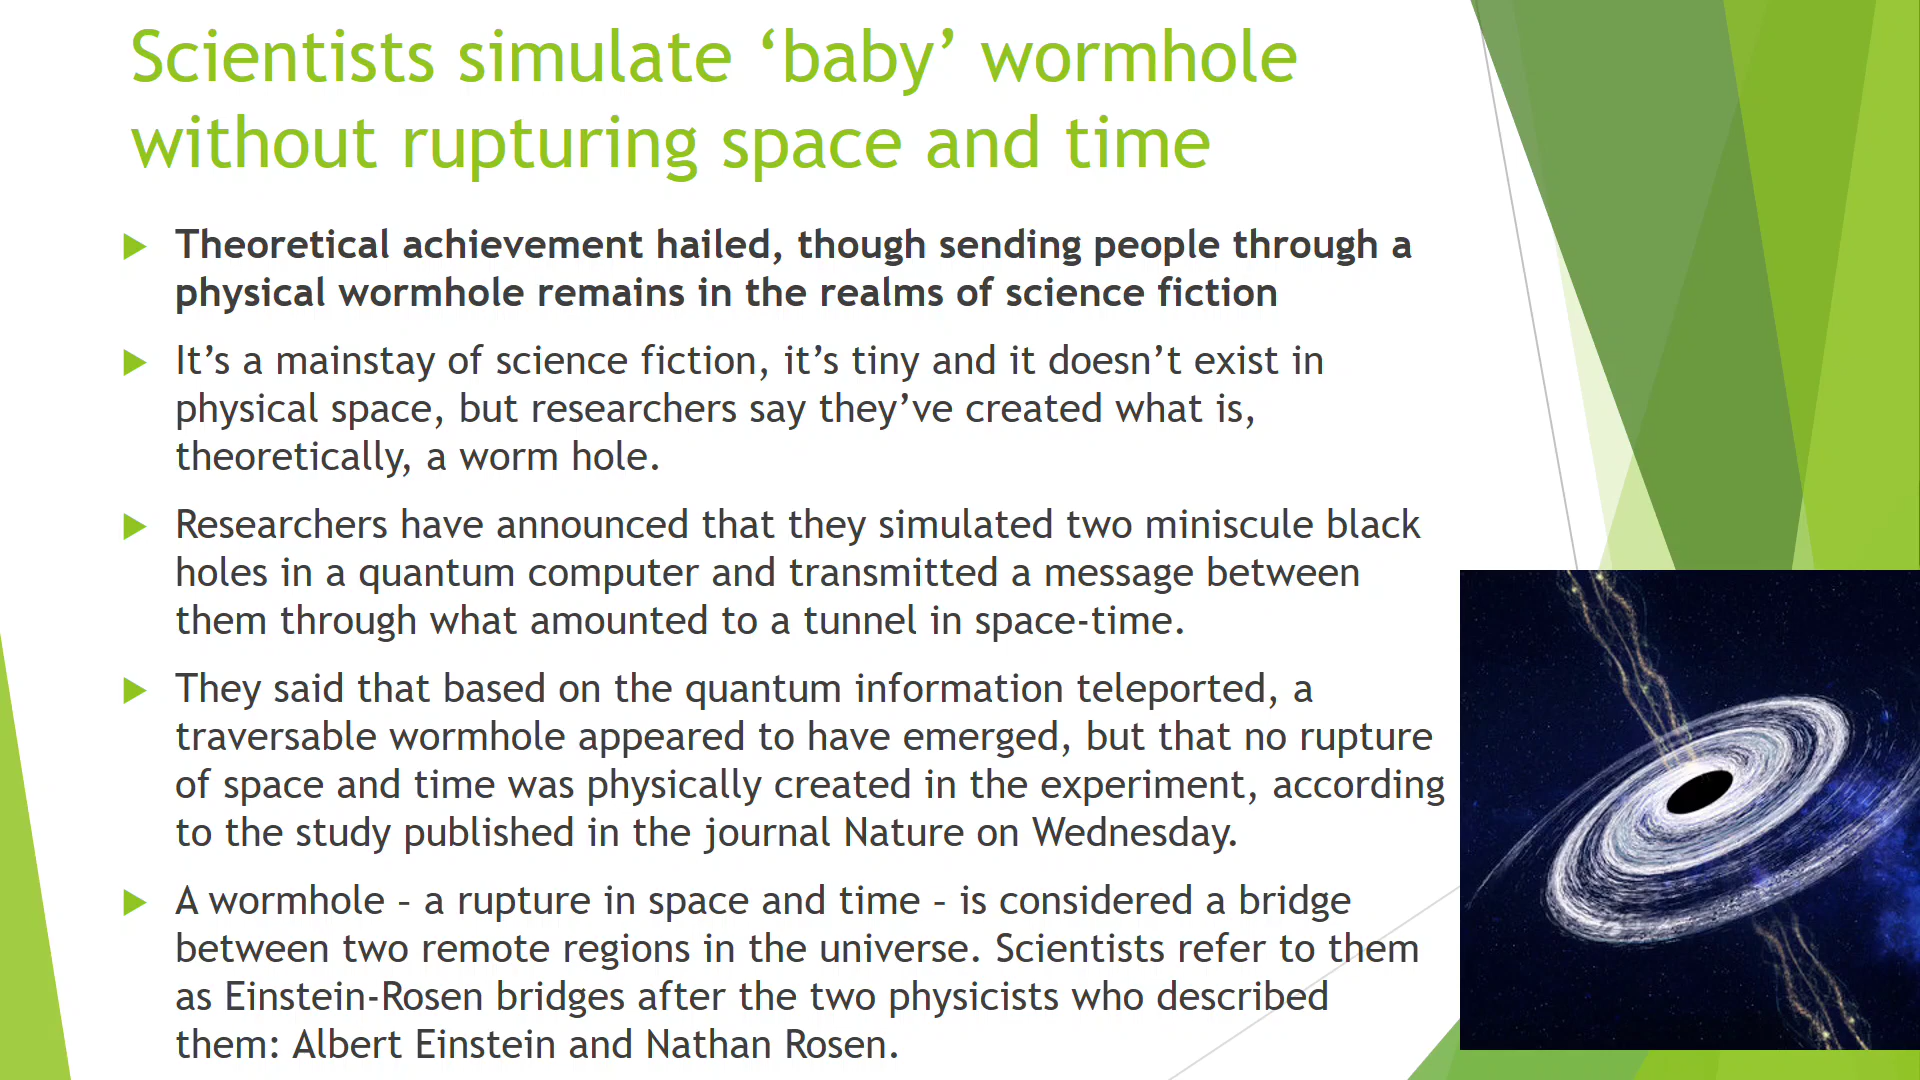 Scientists simulate ‘baby’ wormhole
without rupturing space and time
Theoretical achievement hailed, though sending people through a
physical wormhole remains in the realms of science fiction
It’s a mainstay of science fiction, it’s tiny and it doesn’t exist in
physical space, but researchers say they’ve created what is,
theoretically, a worm hole.
Researchers have announced that they simulated two miniscule black
holes in a quantum computer and transmitted a message between
them through what amounted to a tunnel in space-time.
They said that based on the quantum information teleported, a
traversable wormhole appeared to have emerged, but that no rupture
of space and time was physically created in the experiment, according
to the study published in the journal Nature on Wednesday.
A wormhole – a rupture in space and time – is considered a bridge
between two remote regions in the universe. Scientists refer to them
as Einstein-Rosen bridges after the two physicists who described
them: Albert Einstein and Nathan Rosen.